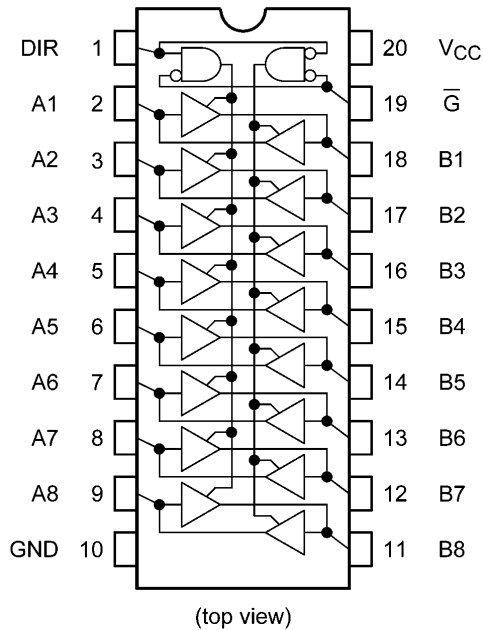 DIR 1 20 VCC
A1 2 19 G̅
A2 3 18 B1
A3 4 17 B2
A4 5 16 B3
A5 6 15 B4
A6 7 14 B5
A7 8 13 B6
A8 9 12 B7
GND 10 11 B8
(top view)